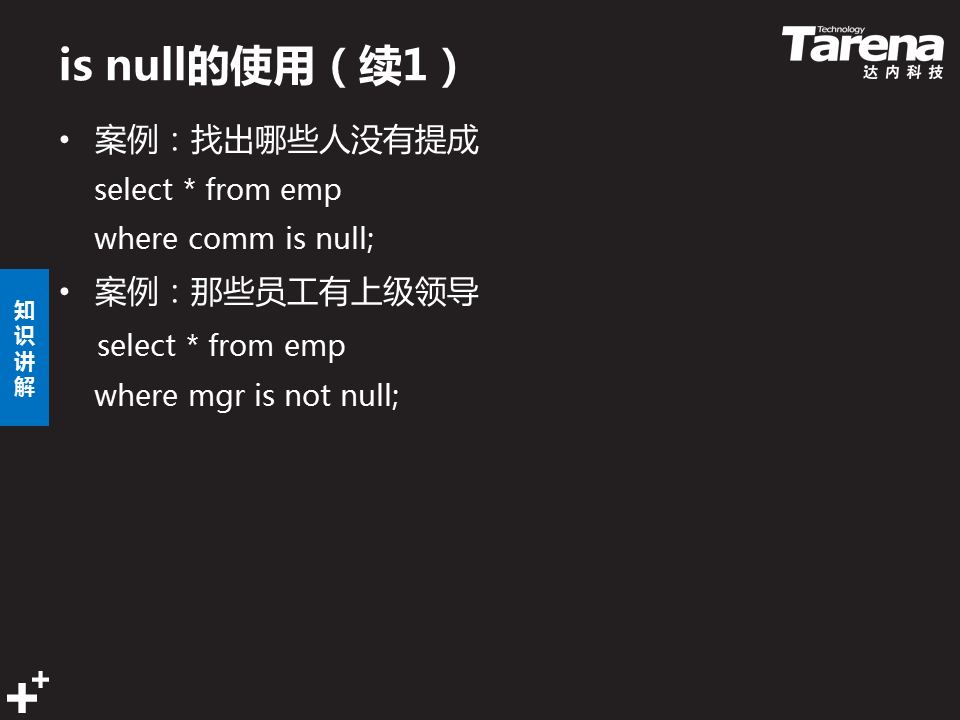 is null的使用（续1）
Technology
Tarena
达内科技
• 案例：找出哪些人没有提成
select * from emp
where comm is null;
• 案例：那些员工有上级领导
select * from emp
where mgr is not null;
知识讲解